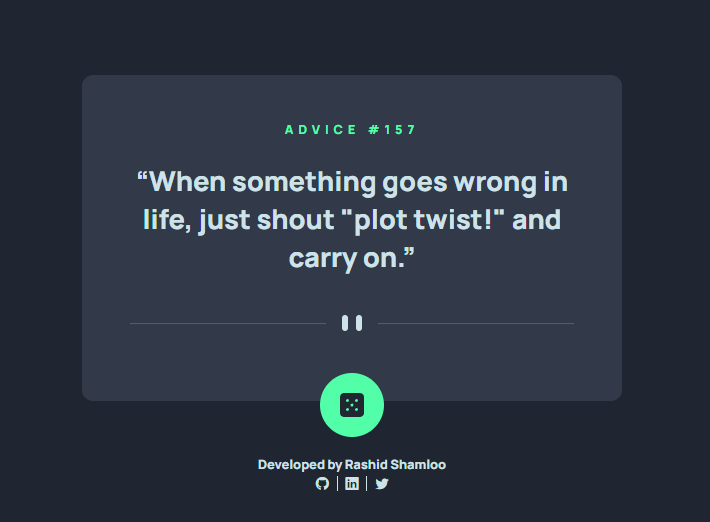 ADVICE #157
“When something goes wrong in
life, just shout "plot twist!" and
carry on.”
Developed by Rashid Shamloo